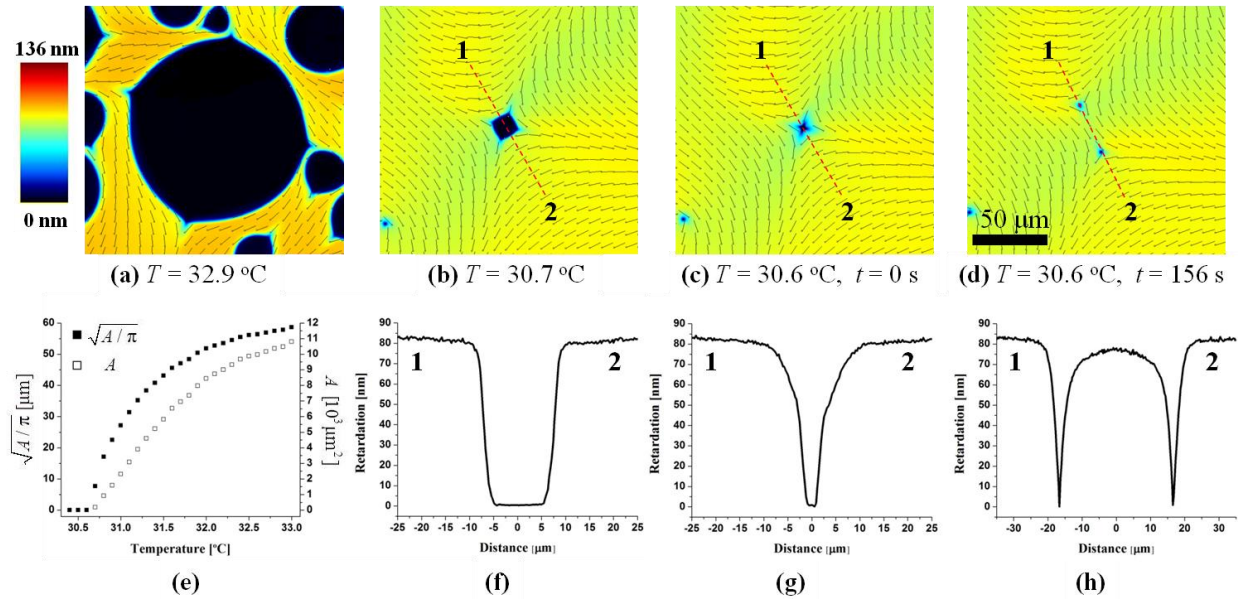 136 nm
0 nm
1
2
1
2
1
2
50 μm
(a) T = 32.9 °C
(b) T = 30.7 °C
(c) T = 30.6 °C, t = 0 s
(d) T = 30.6 °C, t = 156 s
√A / π [μm]
60
50
40
30
20
10
0
■ √A / π
□ A
12
11
10
9
8
7
6
5
4
3
2
1
0
A [10³ μm²]
30.5 31.0 31.5 32.0 32.5 33.0
Temperature [ºC]
(e)
Retardation [nm]
90
80
70
60
50
40
30
20
10
0
1 2
-25 -20 -15 -10 -5 0 5 10 15 20 25
Distance [μm]
(f)
Retardation [nm]
90
80
70
60
50
40
30
20
10
0
1 2
-25 -20 -15 -10 -5 0 5 10 15 20 25
Distance [μm]
(g)
Retardation [nm]
90
80
70
60
50
40
30
20
10
0
1 2
-30 -20 -10 0 10 20 30
Distance [μm]
(h)